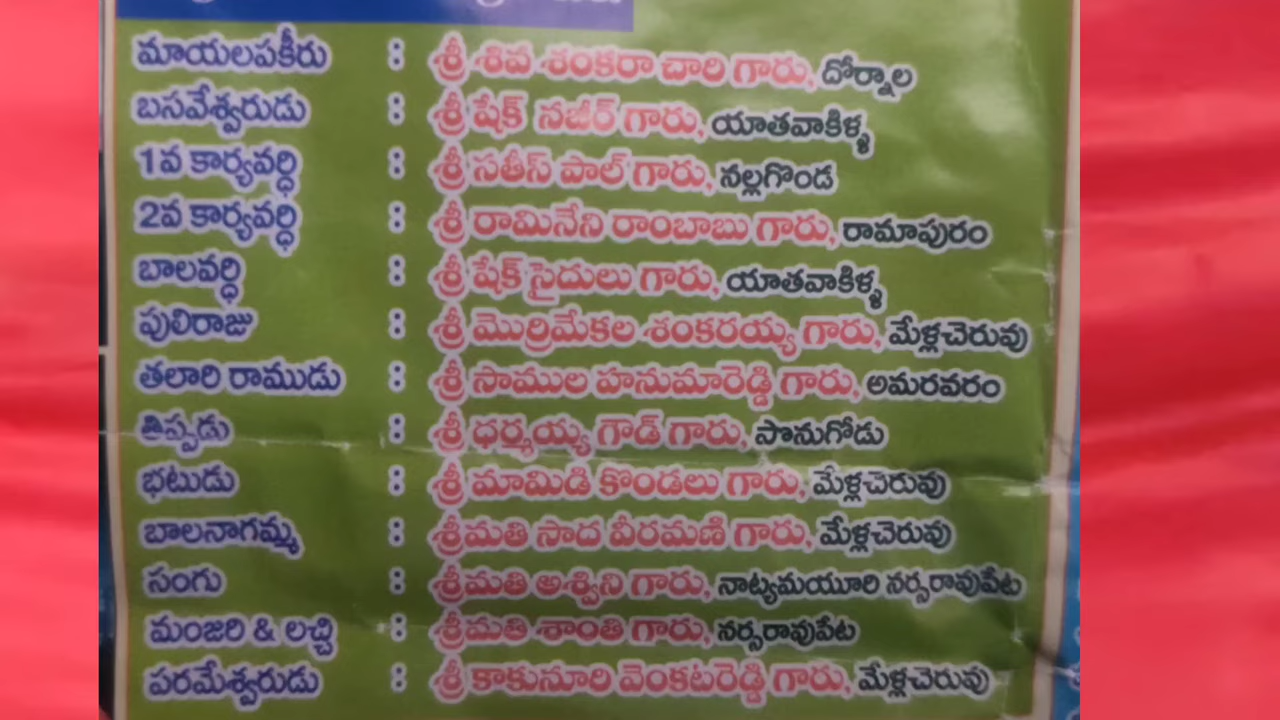 మాయలపకీరు : శ్రీ శివ శంకరా చారి గారు, దోర్నాల
బసవేశ్వరుడు : శ్రీ షేక్ నజీర్ గారు, యాతవాకిళ్ళ
1వ కార్యవర్ధి : శ్రీ సతీస్ పాల్ గారు, నల్లగొండ
2వ కార్యవర్ధి : శ్రీ రామినేని రాంబాబు గారు, రామాపురం
బాలవర్ధి : శ్రీ షేక్ సైదులు గారు, యాతవాకిళ్ళ
పులిరాజు : శ్రీ మొర్రిమేకల శంకరయ్య గారు, మేళ్లచెరువు
తలారి రాముడు : శ్రీ సాముల హనుమారెడ్డి గారు, అమరవరం
తిప్పడు : శ్రీ ధర్మయ్య గౌడ్ గారు, పొనుగోడు
భటుడు : శ్రీ మామిడి కొండలు గారు, మేళ్లచెరువు
బాలనాగమ్మ : శ్రీమతి సాద వీరమణి గారు, మేళ్లచెరువు
సంగు : శ్రీమతి అశ్విని గారు, నాట్యమయూరి నర్సరావుపేట
మంజరి & లచ్చి : శ్రీమతి శాంతి గారు, నర్సరావుపేట
పరమేశ్వరుడు : శ్రీ కాకునూరి వెంకటరెడ్డి గారు, మేళ్లచెరువు